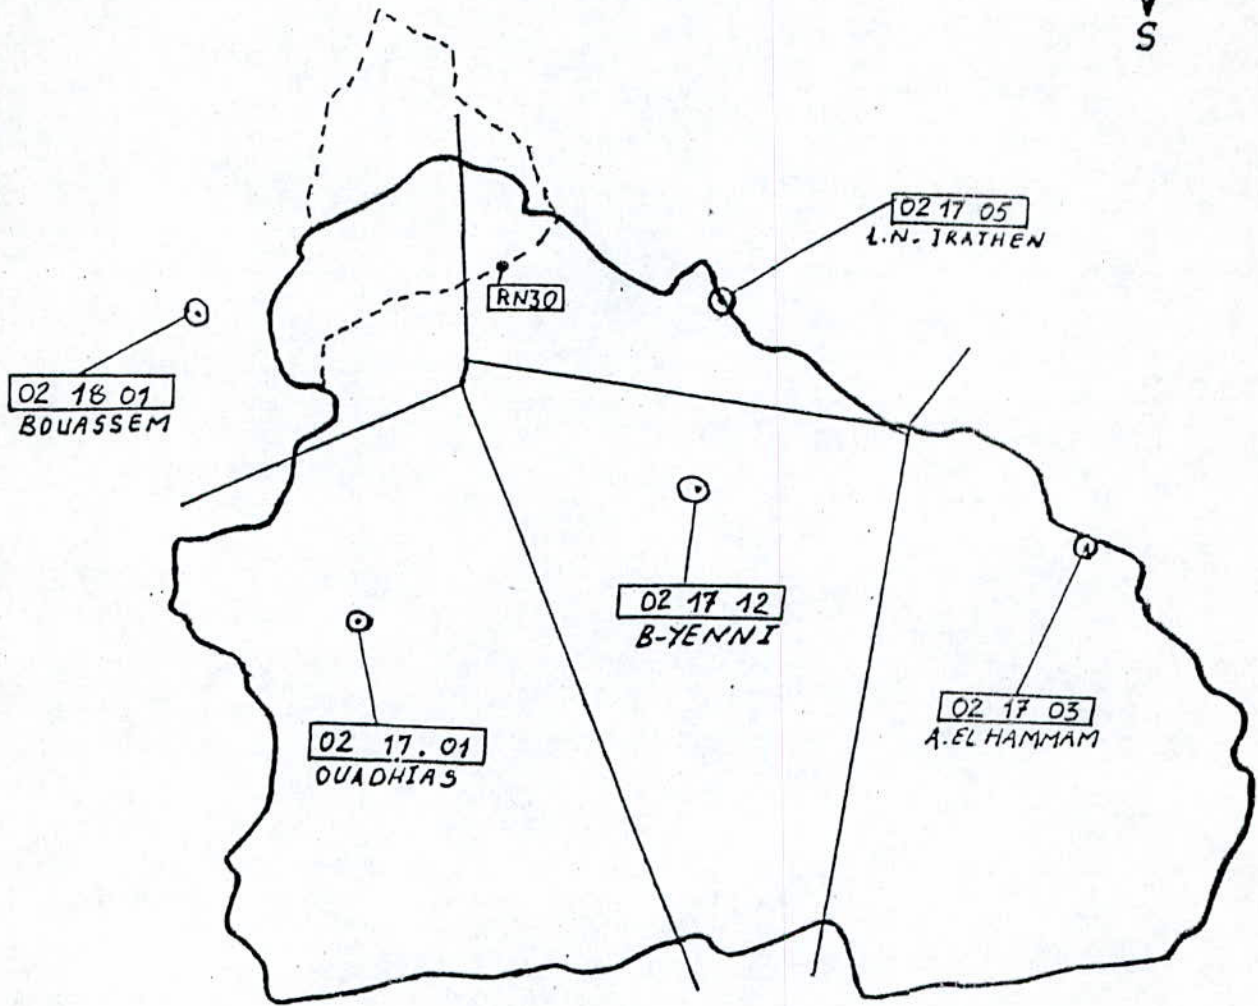 S
02 17 05
L.N. IRATHEN
RN30
02 18 01
BOUASSEM
02 17 12
B-YENNI
02 17 03
A.EL HAMMAM
02 17.01
OUADHIAS